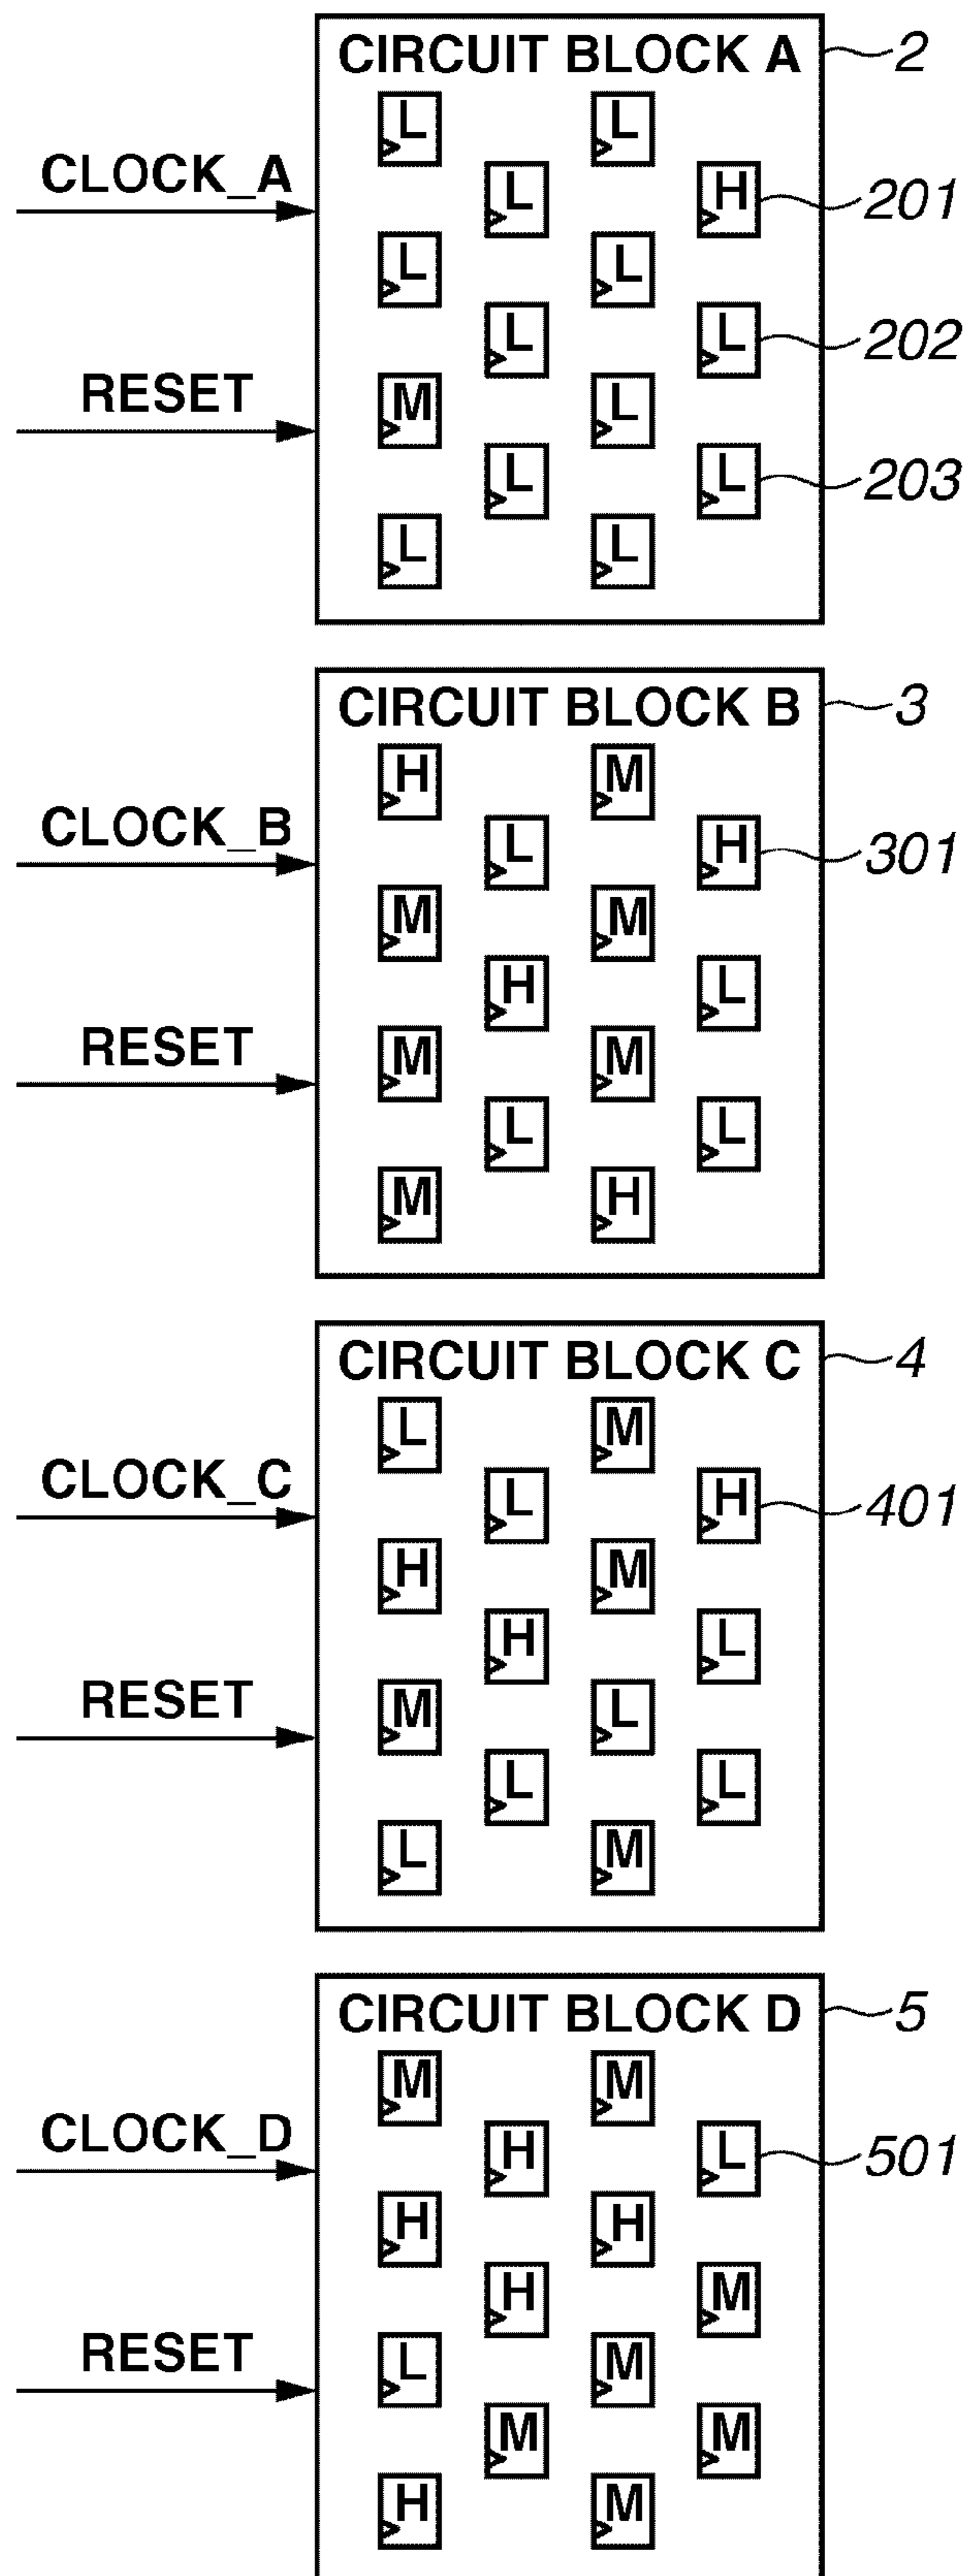 CIRCUIT BLOCK A 2
L L
CLOCK_A L H 201
L L
L L 202
RESET M L
L L 203
L L
CIRCUIT BLOCK B 3
H M
CLOCK_B L H 301
M M
H L
RESET M M
L L
M H
CIRCUIT BLOCK C 4
L M
CLOCK_C L H 401
H M
H L
RESET M L
L L
L M
CIRCUIT BLOCK D 5
M M
CLOCK_D H L 501
H H
H M
RESET L M
M M
H M